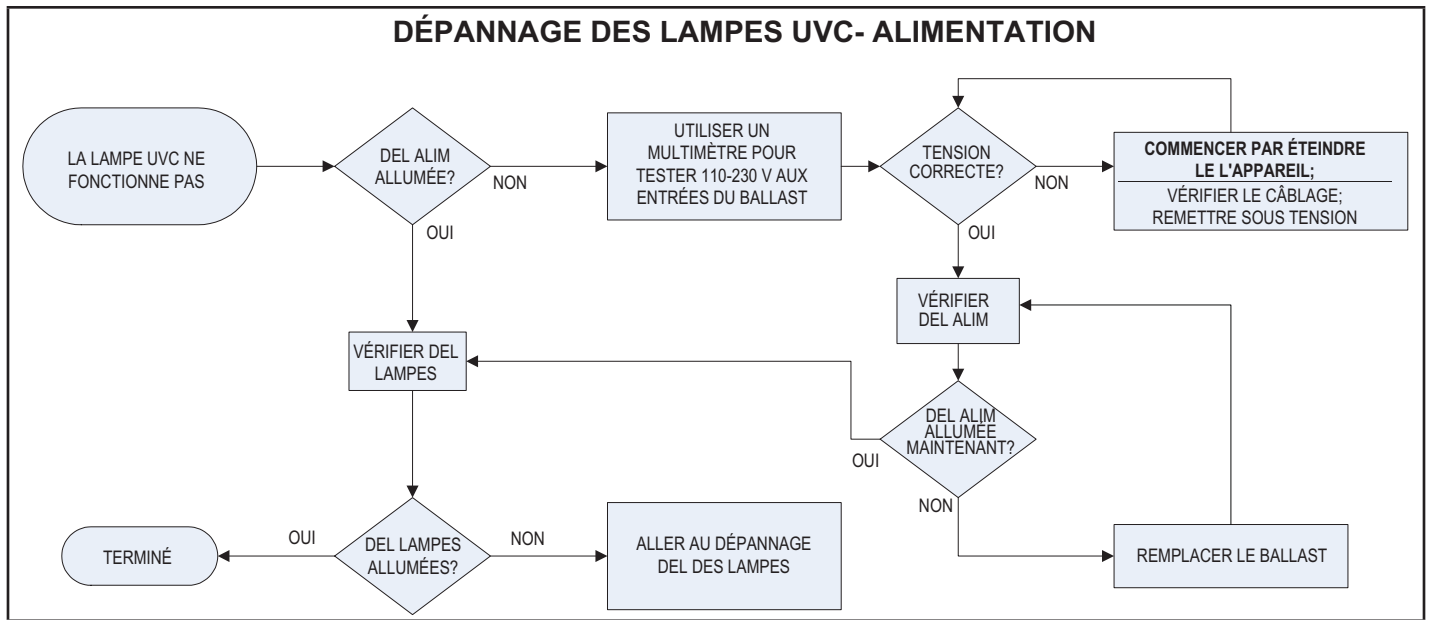 DÉPANNAGE DES LAMPES UVC- ALIMENTATION
LA LAMPE UVC NE
FONCTIONNE PAS
DEL ALIM
ALLUMÉE?
NON
OUI
UTILISER UN
MULTIMÈTRE POUR
TESTER 110-230 V AUX
ENTRÉES DU BALLAST
TENSION
CORRECTE?
NON
OUI
COMMENCER PAR ÉTEINDRE
LE L'APPAREIL;
VÉRIFIER LE CÂBLAGE;
REMETTRE SOUS TENSION
VÉRIFIER
DEL ALIM
VÉRIFIER DEL
LAMPES
DEL ALIM
ALLUMÉE
MAINTENANT?
OUI
NON
TERMINÉ
OUI
DEL LAMPES
ALLUMÉES?
NON
ALLER AU DÉPANNAGE
DEL DES LAMPES
REMPLACER LE BALLAST